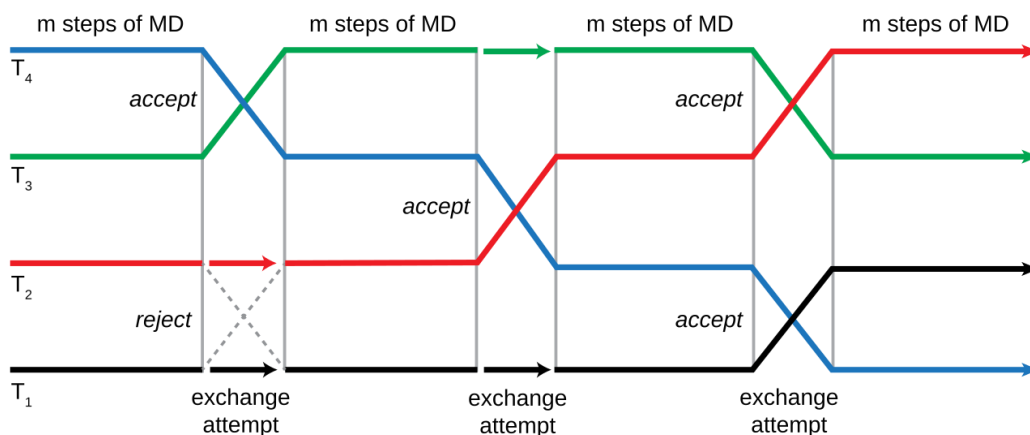 m steps of MD
m steps of MD
m steps of MD
m steps of MD
T4
accept
accept
T3
accept
T2
reject
accept
T1
exchange
attempt
exchange
attempt
exchange
attempt